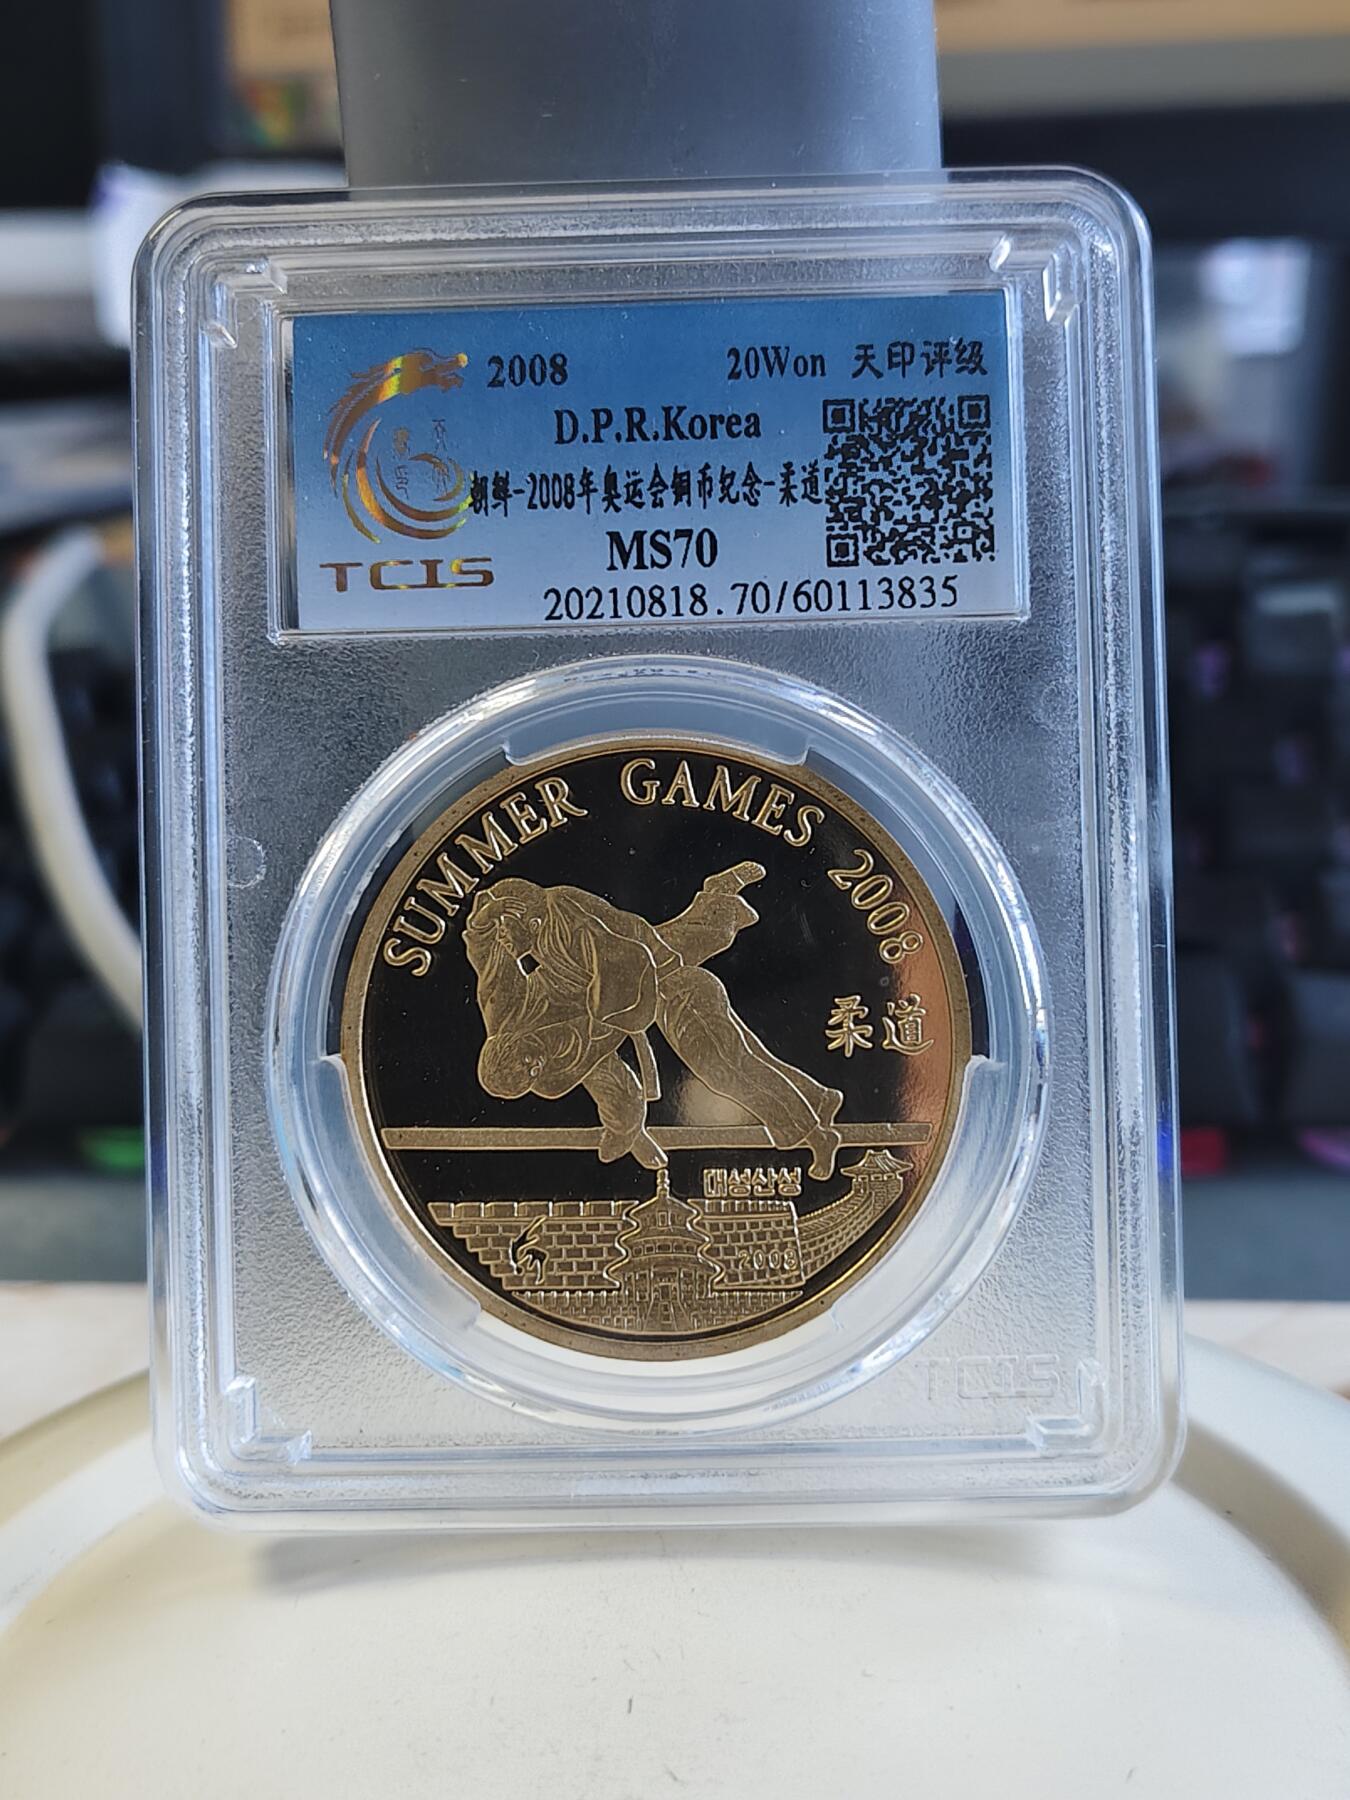 2008 20Won 天印评级
D.P.R.Korea
朝鲜-2008年奥运会铜币纪念-柔道
MS70
TCIS
20210818.70/60113835
SUMMER GAMES 2008
柔道
대성산성
2008
TCIS